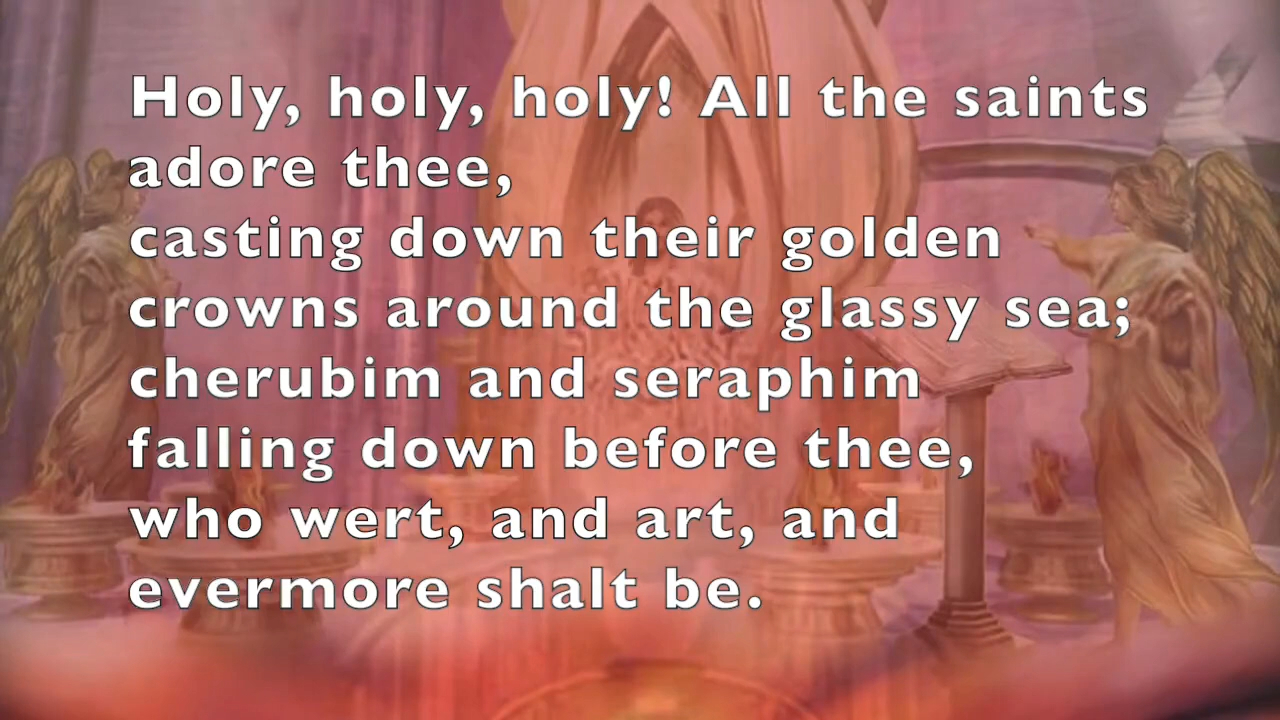 Holy, holy, holy! All the saints
adore thee,
casting down their golden
crowns around the glassy sea;
cherubim and seraphim
falling down before thee,
who wert, and art, and
evermore shalt be.